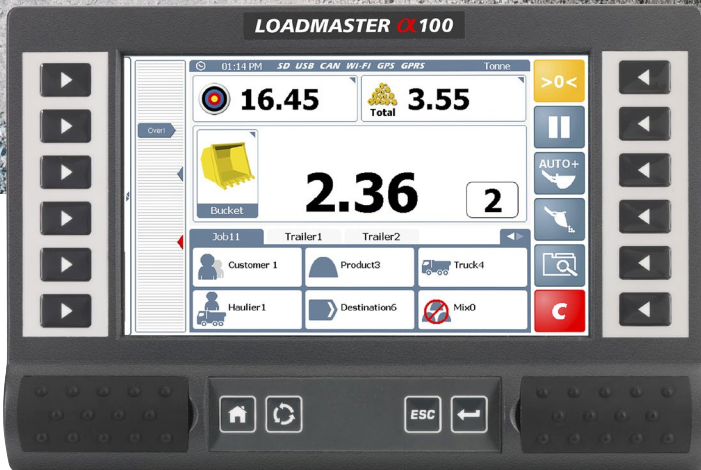 LOADMASTER α100
01:14 PM SD USB CAN Wi-Fi GPS GPRS Tonne
>0<
16.45
Total 3.55
Over!
AUTO+
Bucket
2.36
2
Job11 Trailer1 Trailer2
Customer 1 Product3 Truck4
Haulier1 Destination6 Mix0
C
ESC